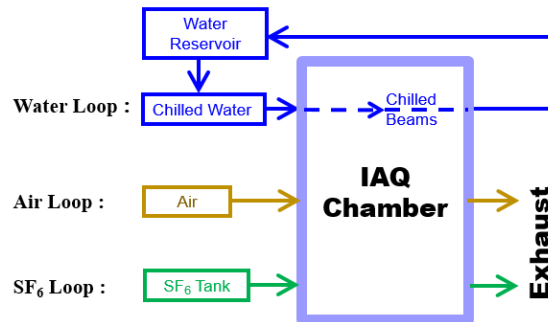 Water
Reservoir
Water Loop :
Chilled Water
Chilled
Beams
IAQ
Chamber
Air Loop :
Air
Exhaust
SF₆ Loop :
SF₆ Tank